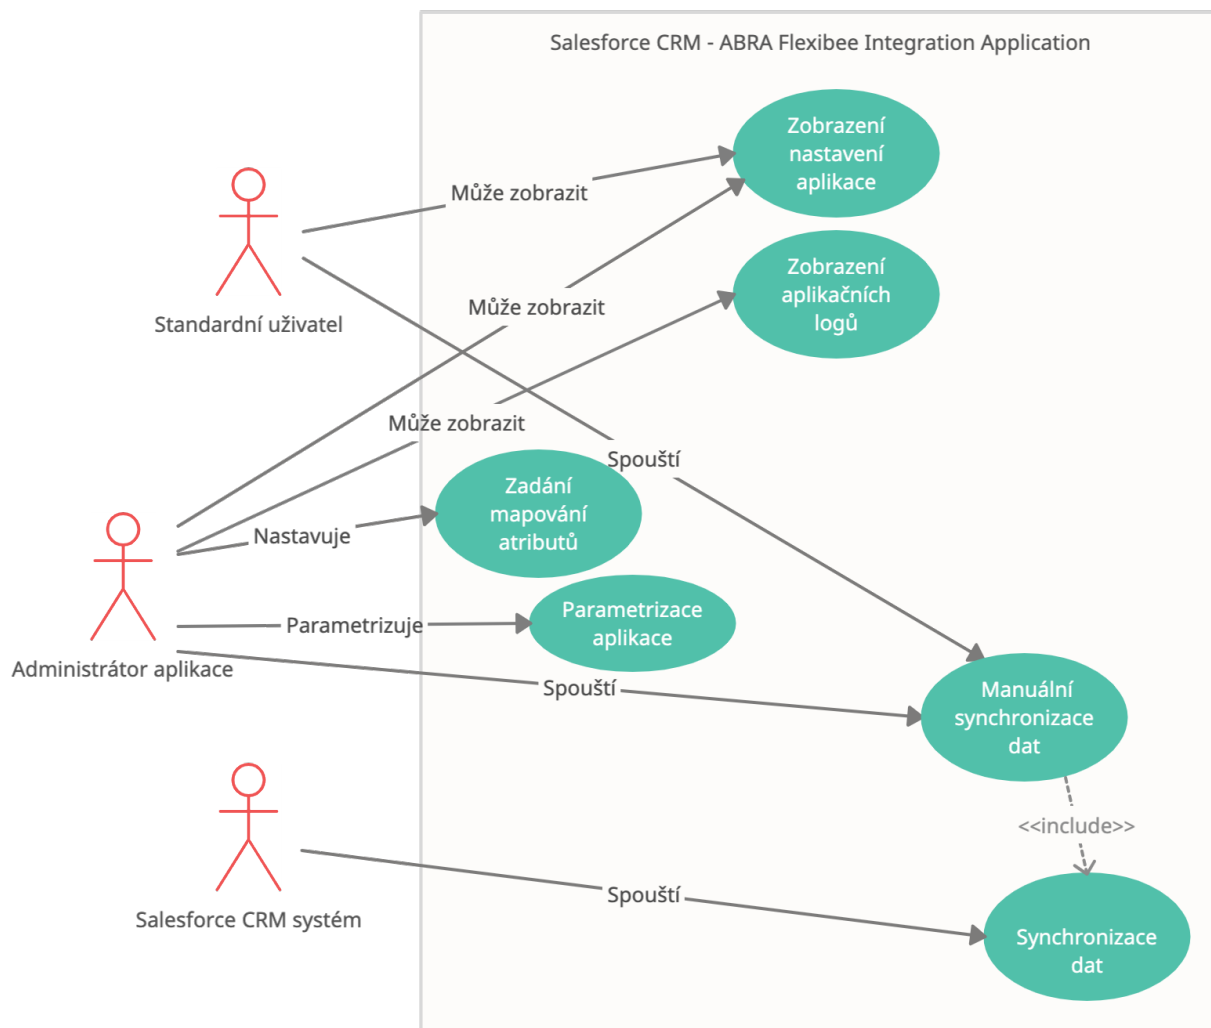 Salesforce CRM - ABRA Flexibee Integration Application
Zobrazení
nastavení
aplikace
Může zobrazit
Zobrazení
aplikačních
logů
Standardní uživatel
Může zobrazit
Může zobrazit
Spouští
Zadání
mapování
atributů
Nastavuje
Parametrizace
aplikace
Parametrizuje
Administrátor aplikace
Spouští
Manuální
synchronizace
dat
<<include>>
Salesforce CRM systém
Spouští
Synchronizace
dat